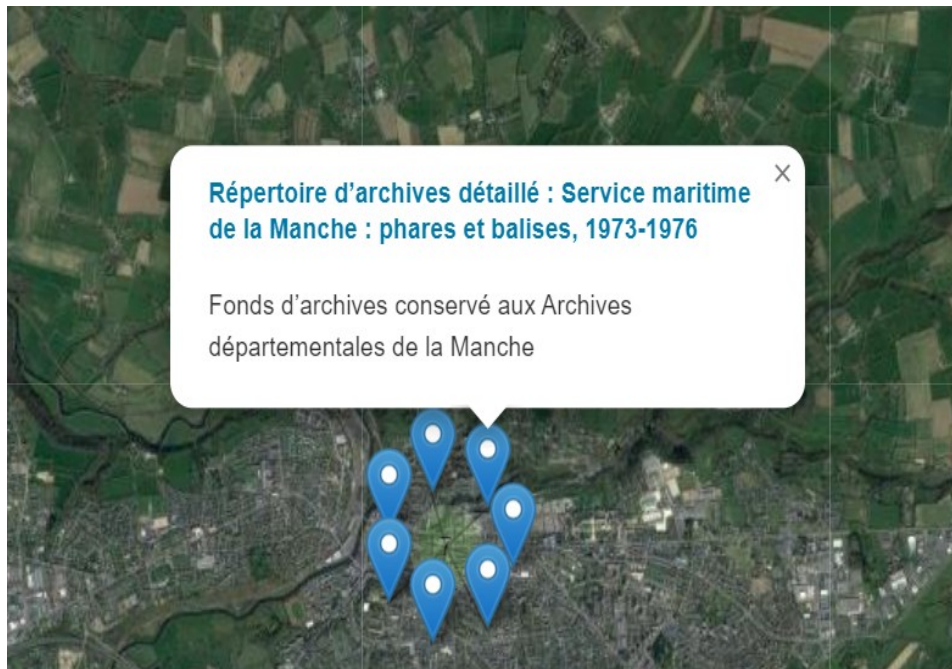 Répertoire d’archives détaillé : Service maritime
de la Manche : phares et balises, 1973-1976
Fonds d’archives conservé aux Archives
départementales de la Manche